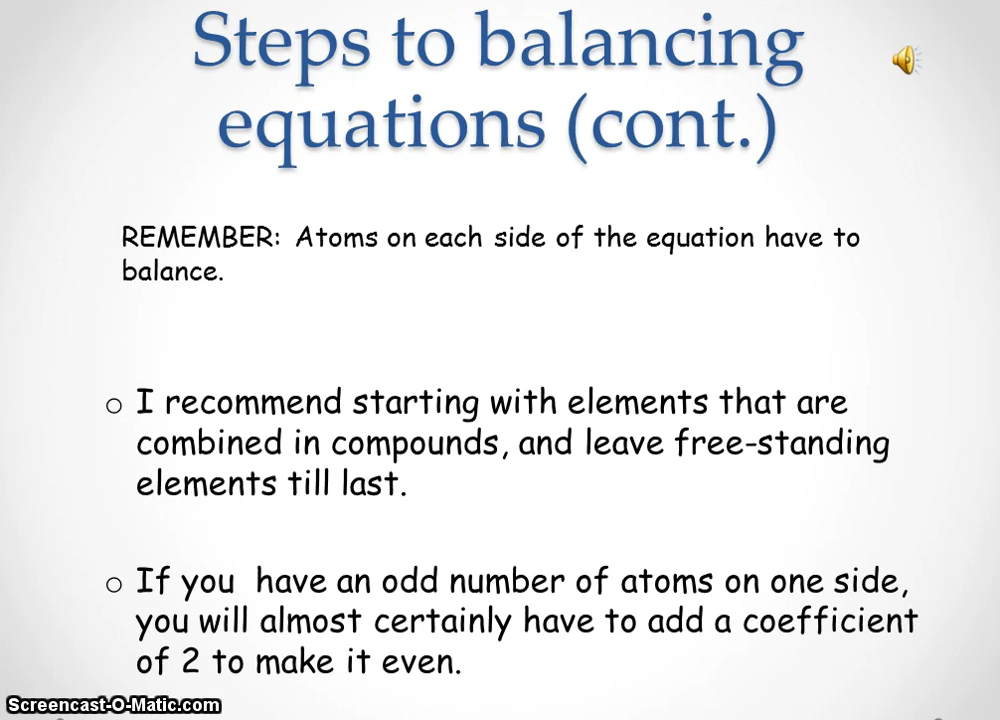 Steps to balancing
equations (cont.)
REMEMBER: Atoms on each side of the equation have to
balance.
o I recommend starting with elements that are
combined in compounds, and leave free-standing
elements till last.
o If you have an odd number of atoms on one side,
you will almost certainly have to add a coefficient
of 2 to make it even.
Screencast-O-Matic.com